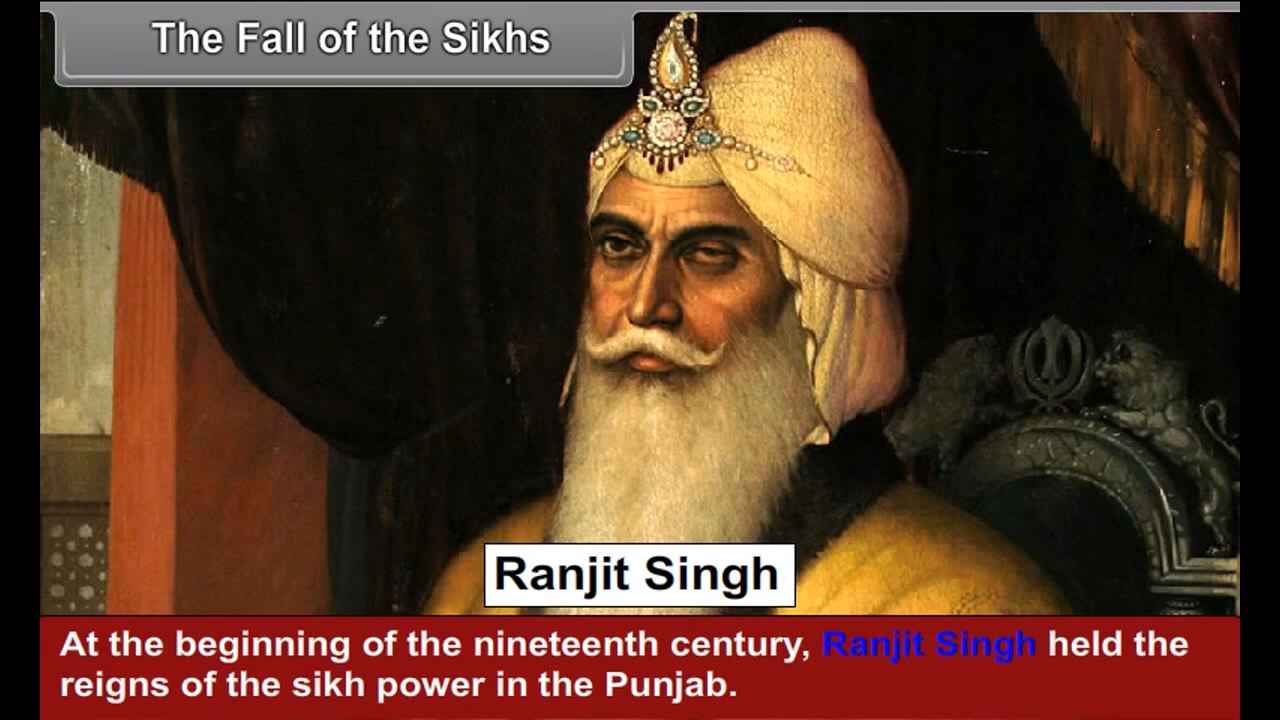 The Fall of the Sikhs
Ranjit Singh
At the beginning of the nineteenth century, Ranjit Singh held the
reigns of the sikh power in the Punjab.